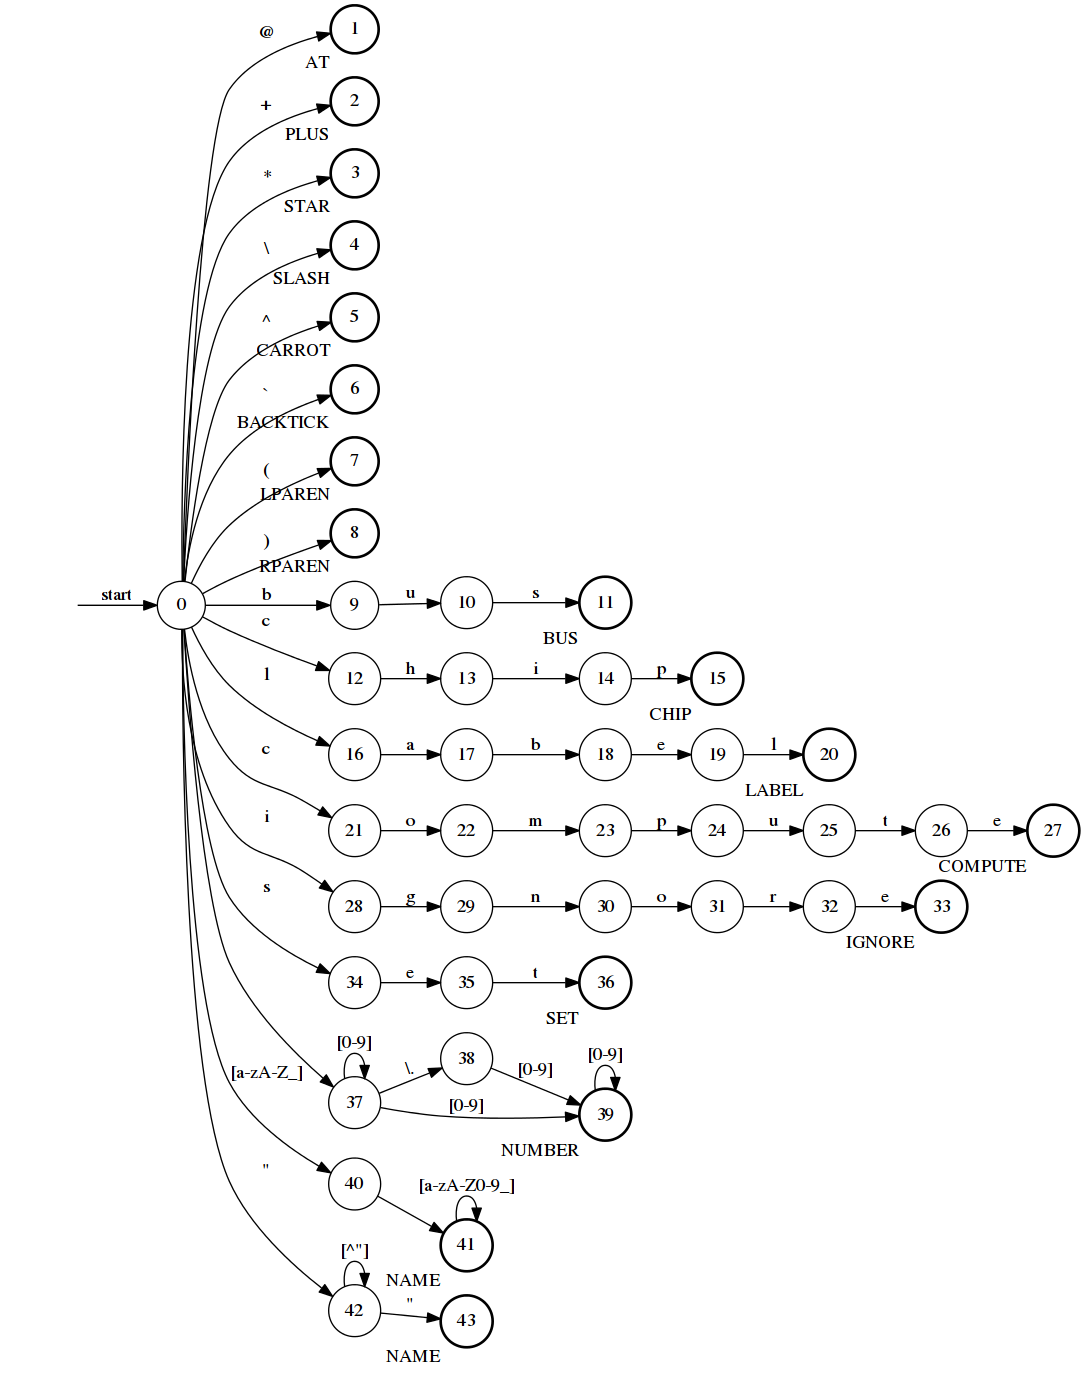 @
1
AT
+
2
PLUS
*
3
STAR
\
4
SLASH
^
5
CARROT
`
6
BACKTICK
(
7
LPAREN
)
8
RPAREN
start 0 b 9 u 10 s 11
BUS
c 12 h 13 i 14 p 15
CHIP
l 16 a 17 b 18 e 19 l 20
LABEL
c 21 o 22 m 23 p 24 u 25 t 26 e 27
COMPUTE
i 28 g 29 n 30 o 31 r 32 e 33
IGNORE
s 34 e 35 t 36
SET
[0-9] 38 [0-9] [0-9]
37 \. [0-9] 39
NUMBER
[a-zA-Z_] 40 [a-zA-Z0-9_]
41
NAME
" [^"]
42 " 43
NAME